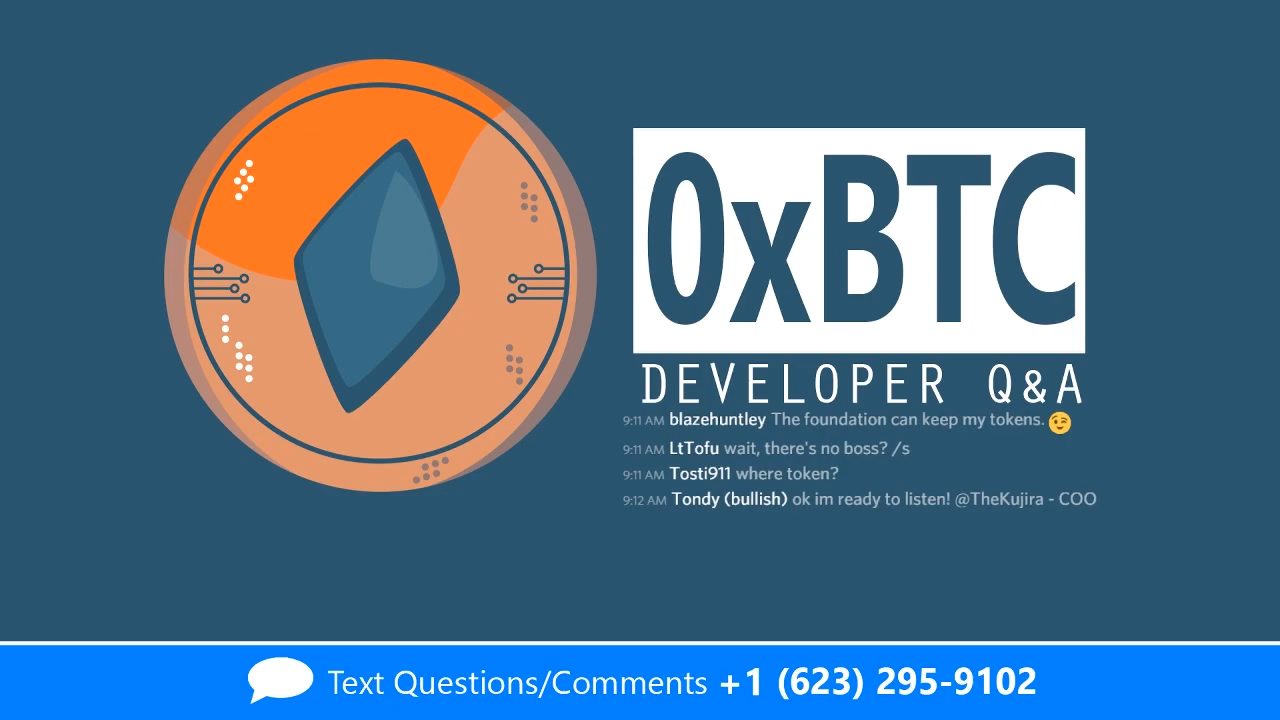 0xBTC
DEVELOPER Q&A
9:11 AM blazehuntley The foundation can keep my tokens. 😉
9:11 AM LtTofu wait, there's no boss? /s
9:11 AM Tosti911 where token?
9:12 AM Tondy (bullish) ok im ready to listen! @TheKujira - COO
Text Questions/Comments +1 (623) 295-9102